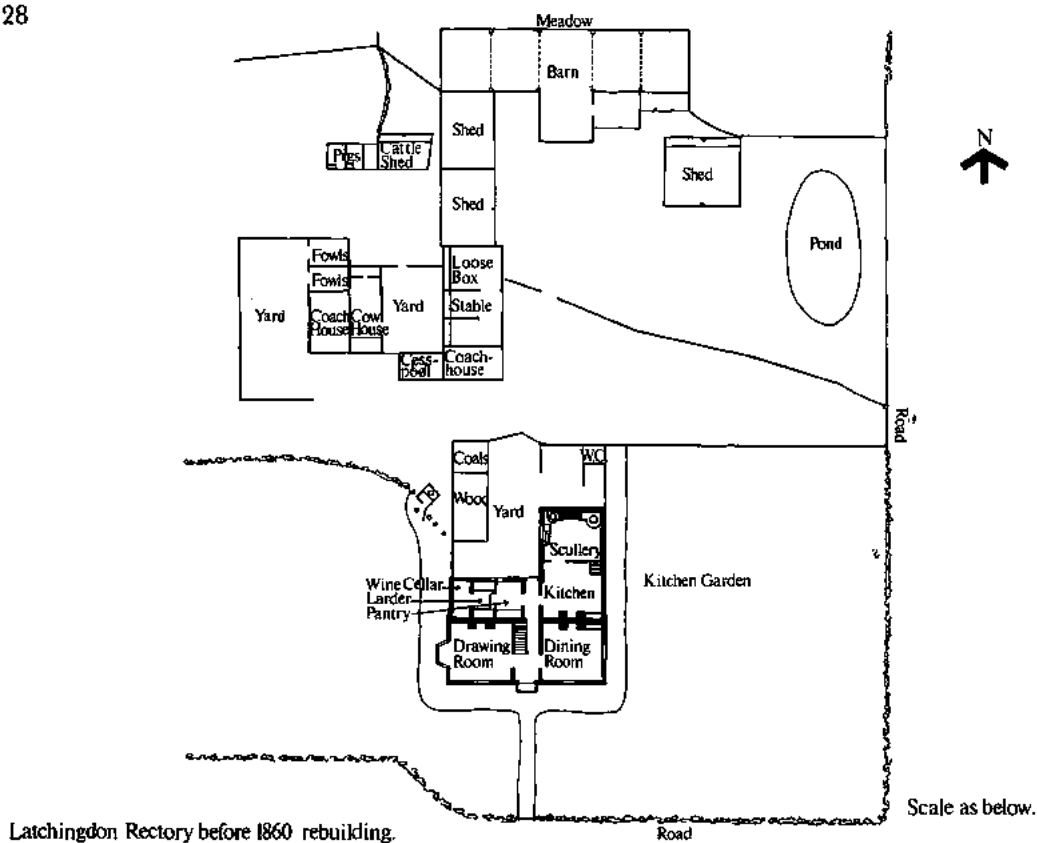 28
Meadow
Barn
Shed
Pigs
Cattle
Shed
Shed
N
Shed
Pond
Fowls
Loose
Box
Fowls
Yard
Coach
House
Cow
House
Yard
Stable
Cess-
pool
Coach-
house
Road
Coals
W.C.
Wood
Yard
Scullery
Wine Cellar
Larder
Pantry
Kitchen
Kitchen Garden
Drawing
Room
Dining
Room
Scale as below.
Latchingdon Rectory before 1860 rebuilding.
Road